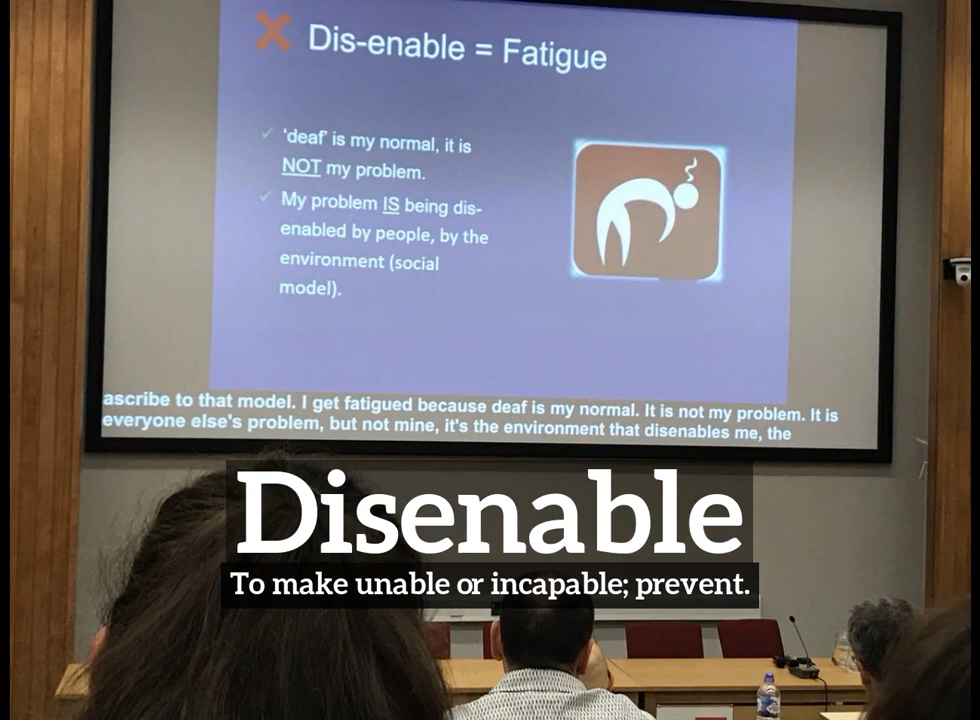 Dis-enable = Fatigue
'deaf' is my normal, it is
NOT my problem.
My problem IS being dis-
enabled by people, by the
environment (social
model).
ascribe to that model. I get fatigued because deaf is my normal. It is not my problem. It is
everyone else's problem, but not mine, it's the environment that disenables me, the
Disenable
To make unable or incapable; prevent.